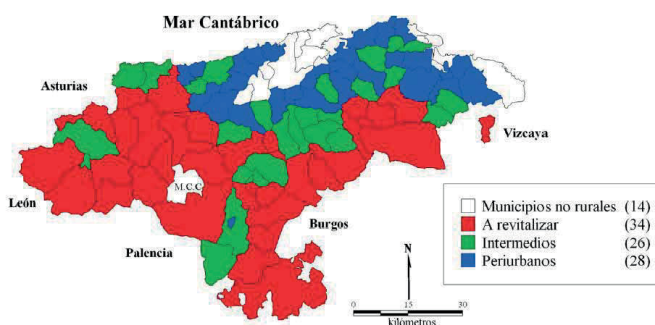 Mar Cantábrico
Asturias
Vizcaya
M.C.C
León
Burgos
Palencia
Municipios no rurales (14)
A revitalizar (34)
Intermedios (26)
Periurbanos (28)
N
0 15 30
kilómetros